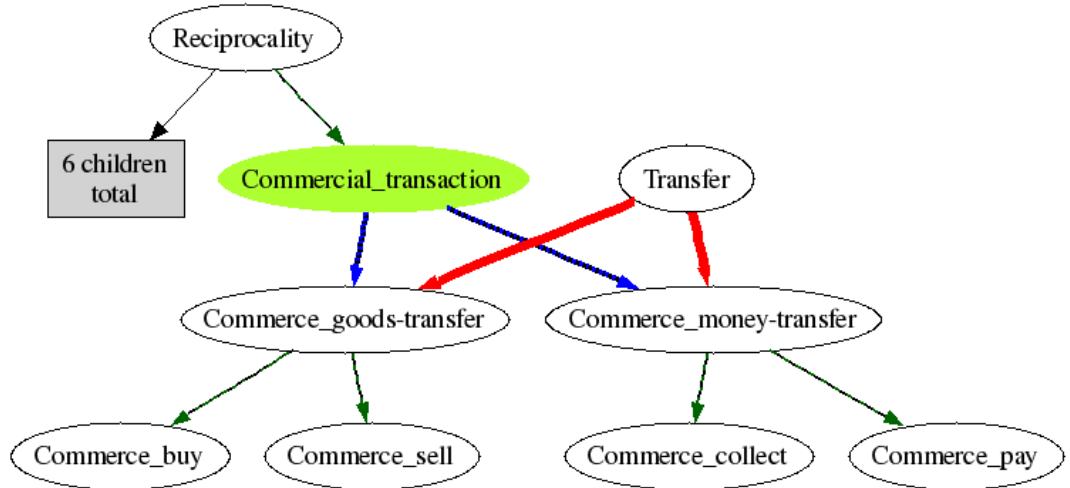 Reciprocality
6 children
total
Commercial_transaction
Transfer
Commerce_goods-transfer
Commerce_money-transfer
Commerce_buy
Commerce_sell
Commerce_collect
Commerce_pay